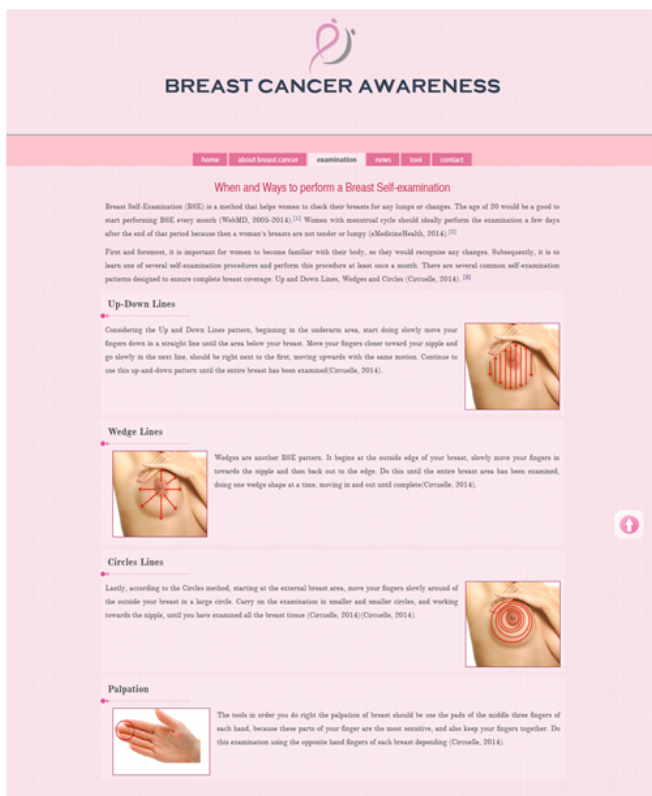 BREAST CANCER AWARENESS
home about breast cancer examination news tool contact
When and Ways to perform a Breast Self-examination
Breast Self-Examination (BSE) is a method that helps women to check their breasts for any lumps or changes. The age of 20 would be a good to
start performing BSE every month (WebMD, 2005-2014).[1] Women with menstrual cycle should ideally perform the examination a few days
after the end of that period because then a woman's breasts are not tender or lumpy (eMedicineHealth, 2014).[2]
First and foremost, it is important for women to become familiar with their body, so they would recognise any changes. Subsequently, it is to
learn one of several self-examination procedures and perform this procedure at least once a month. There are several common self-examination
patterns designed to ensure complete breast coverage: Up and Down Lines, Wedges and Circles (Circuelle, 2014).
Up-Down Lines
Considering the Up and Down Lines pattern, beginning in the underarm area, start doing slowly move your
fingers down in a straight line until the area below your breast. Move your fingers closer toward your nipple and
go slowly in the next line, should be right next to the first, moving upwards with the same motion. Continue to
use this up-and-down pattern until the entire breast has been examined(Circuelle, 2014).
Wedge Lines
Wedges are another BSE pattern. It begins at the outside edge of your breast, slowly move your fingers in
towards the nipple and then back out to the edge. Do this until the entire breast area has been examined,
doing one wedge shape at a time, moving in and out until complete(Circuelle, 2014).
Circles Lines
Lastly, according to the Circles method, starting at the external breast area, move your fingers slowly around of
the outside your breast in a large circle. Carry on the examination in smaller and smaller circles, and working
towards the nipple, until you have examined all the breast tissue (Circuelle, 2014)(Circuelle, 2014).
Palpation
The tools in order you do right the palpation of breast should be use the pads of the middle three fingers of
each hand, because these parts of your finger are the most sensitive, and also keep your fingers together. Do
this examination using the opposite hand fingers of each breast depending (Circuelle, 2014).